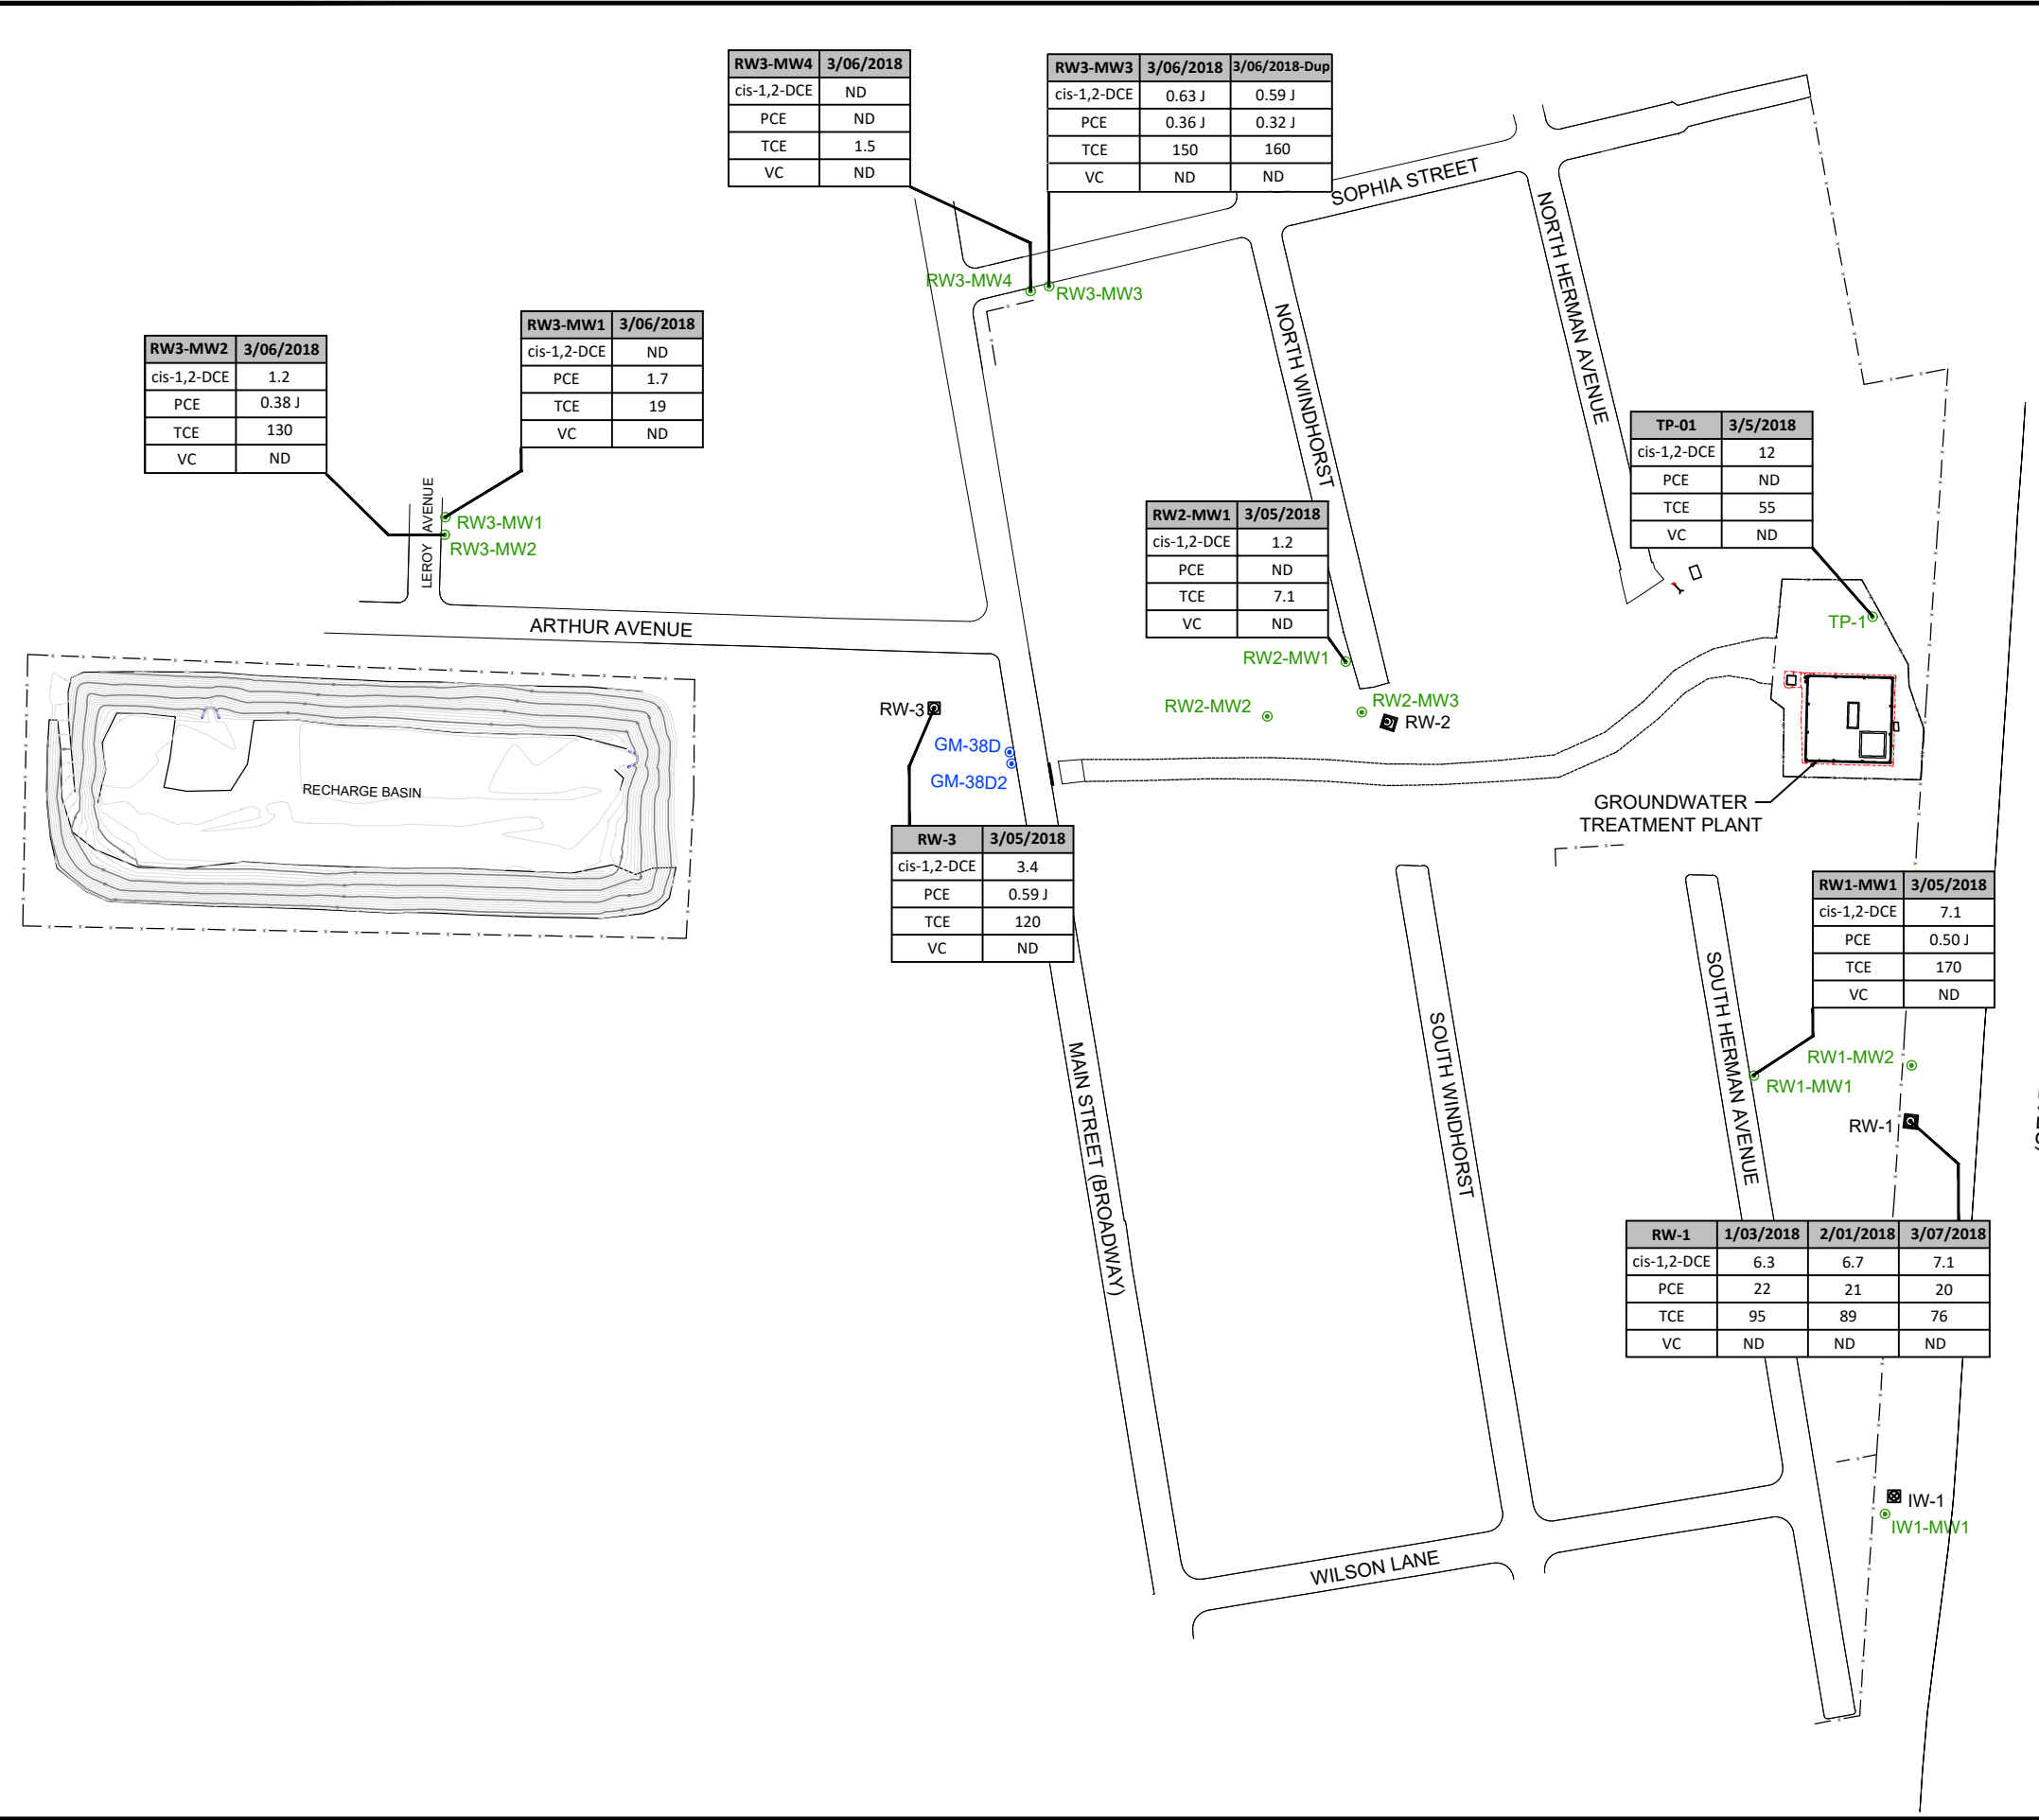 RW3-MW4 3/06/2018
cis-1,2-DCE ND
PCE ND
TCE 1.5
VC ND
RW3-MW3 3/06/2018 3/06/2018-Dup
cis-1,2-DCE 0.63 J 0.59 J
PCE 0.36 J 0.32 J
TCE 150 160
VC ND ND
SOPHIA STREET
NORTH HERMAN AVENUE
RW3-MW4
RW3-MW3
NORTH WINDHORST
RW3-MW2 3/06/2018
cis-1,2-DCE 1.2
PCE 0.38 J
TCE 130
VC ND
RW3-MW1 3/06/2018
cis-1,2-DCE ND
PCE 1.7
TCE 19
VC ND
LEROY AVENUE
RW3-MW1
RW3-MW2
ARTHUR AVENUE
TP-01 3/5/2018
cis-1,2-DCE 12
PCE ND
TCE 55
VC ND
RW2-MW1 3/05/2018
cis-1,2-DCE 1.2
PCE ND
TCE 7.1
VC ND
TP-1
RW2-MW1
RW2-MW2
RW2-MW3
RW-2
RW-3
GM-38D
GM-38D2
RECHARGE BASIN
GROUNDWATER
TREATMENT PLANT
RW-3 3/05/2018
cis-1,2-DCE 3.4
PCE 0.59 J
TCE 120
VC ND
RW1-MW1 3/05/2018
cis-1,2-DCE 7.1
PCE 0.50 J
TCE 170
VC ND
MAIN STREET (BROADWAY)
SOUTH WINDHORST
SOUTH HERMAN AVENUE
RW1-MW2
RW1-MW1
RW-1
RW-1 1/03/2018 2/01/2018 3/07/2018
cis-1,2-DCE 6.3 6.7 7.1
PCE 22 21 20
TCE 95 89 76
VC ND ND ND
IW-1
IW1-MW1
WILSON LANE